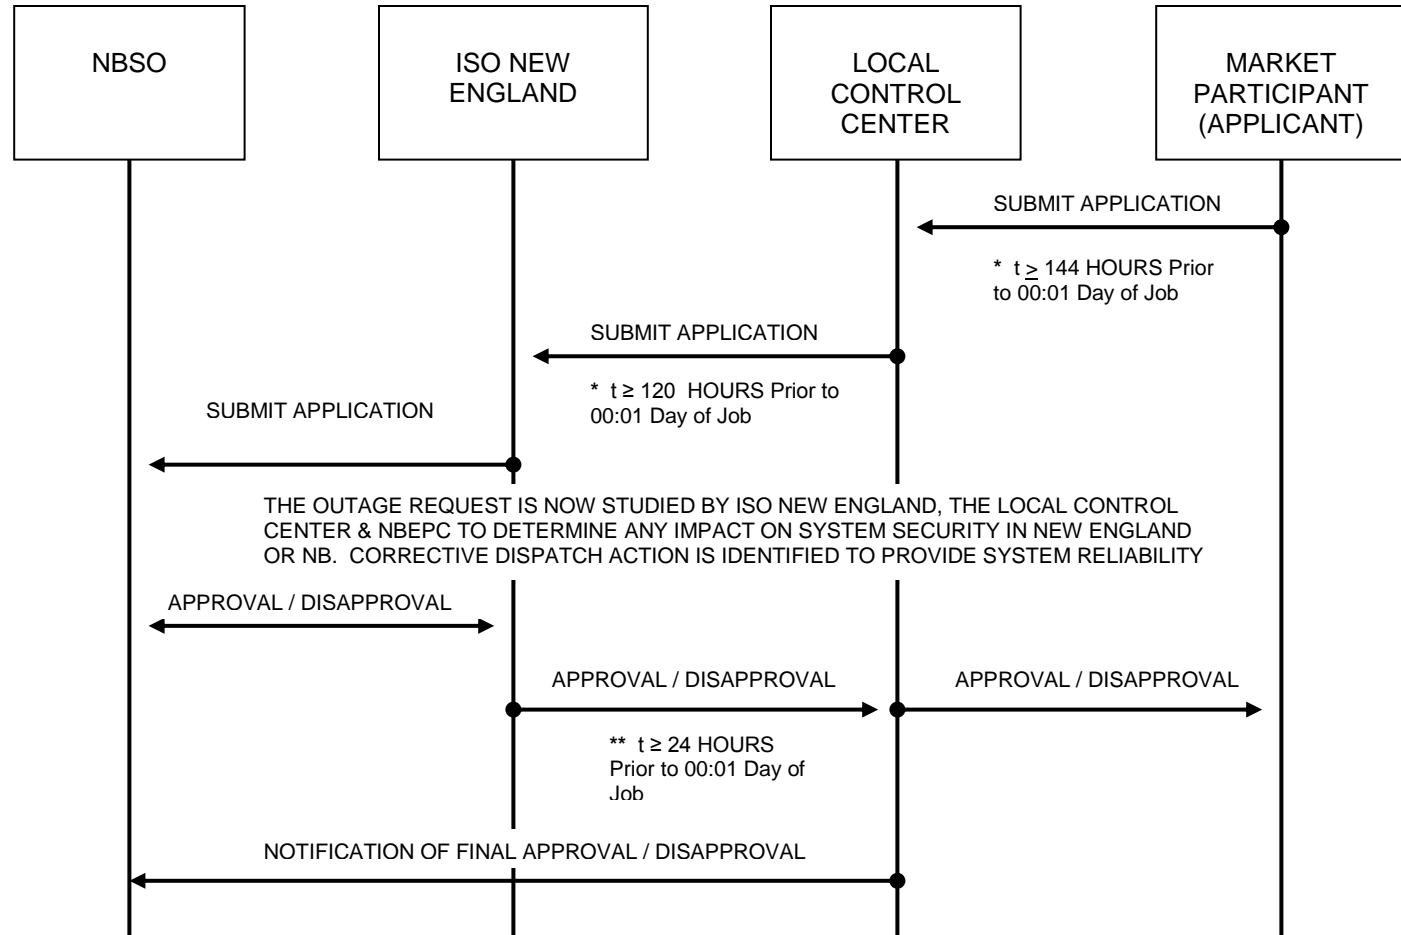 NBSO
ISO NEW
ENGLAND
LOCAL
CONTROL
CENTER
MARKET
PARTICIPANT
(APPLICANT)
SUBMIT APPLICATION
* t ≥ 144 HOURS Prior
to 00:01 Day of Job
SUBMIT APPLICATION
* t ≥ 120 HOURS Prior to
00:01 Day of Job
SUBMIT APPLICATION
THE OUTAGE REQUEST IS NOW STUDIED BY ISO NEW ENGLAND, THE LOCAL CONTROL
CENTER & NBEPC TO DETERMINE ANY IMPACT ON SYSTEM SECURITY IN NEW ENGLAND
OR NB. CORRECTIVE DISPATCH ACTION IS IDENTIFIED TO PROVIDE SYSTEM RELIABILITY
APPROVAL / DISAPPROVAL
APPROVAL / DISAPPROVAL
APPROVAL / DISAPPROVAL
** t ≥ 24 HOURS
Prior to 00:01 Day of
Job
NOTIFICATION OF FINAL APPROVAL / DISAPPROVAL